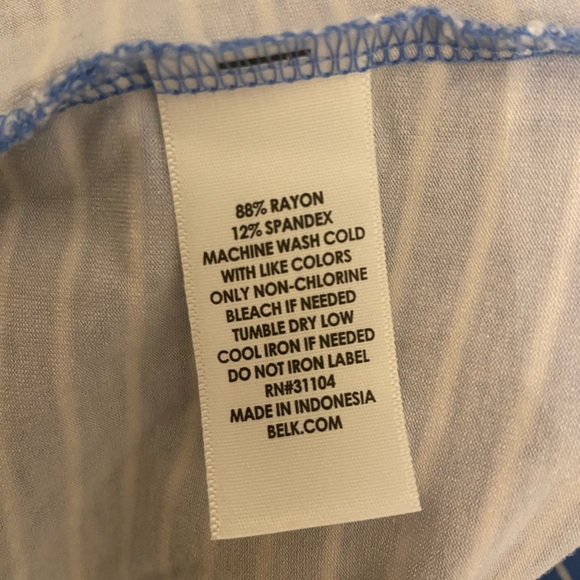 88% RAYON
12% SPANDEX
MACHINE WASH COLD
WITH LIKE COLORS
ONLY NON-CHLORINE
BLEACH IF NEEDED
TUMBLE DRY LOW
COOL IRON IF NEEDED
DO NOT IRON LABEL
RN#31104
MADE IN INDONESIA
BELK.COM